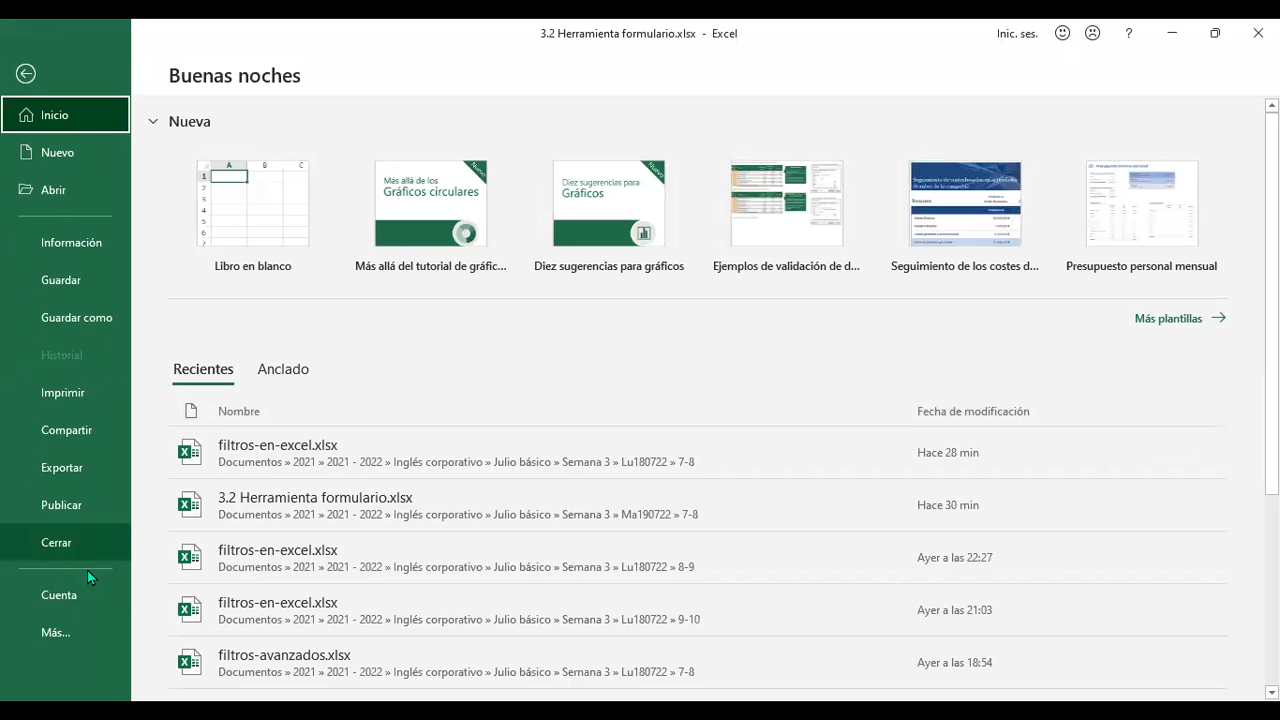 3.2 Herramienta formulario.xlsx - Excel
Inic. ses.
?
Buenas noches
Inicio
Nuevo
Abrir
Información
Guardar
Guardar como
Historial
Imprimir
Compartir
Exportar
Publicar
Cerrar
Cuenta
Más...
Nueva
A B C
1
2
3
4
5
6
7
Libro en blanco
Más allá de los
Gráficos circulares
Más allá del tutorial de gráfic...
Diez sugerencias para
Gráficos
Diez sugerencias para gráficos
Ejemplos de validación de d...
Seguimiento de los costes d...
Presupuesto personal mensual
Más plantillas
Recientes Anclado
Nombre Fecha de modificación
filtros-en-excel.xlsx
Documentos » 2021 » 2021 - 2022 » Inglés corporativo » Julio básico » Semana 3 » Lu180722 » 7-8
Hace 28 min
3.2 Herramienta formulario.xlsx
Documentos » 2021 » 2021 - 2022 » Inglés corporativo » Julio básico » Semana 3 » Ma190722 » 7-8
Hace 30 min
filtros-en-excel.xlsx
Documentos » 2021 » 2021 - 2022 » Inglés corporativo » Julio básico » Semana 3 » Lu180722 » 8-9
Ayer a las 22:27
filtros-en-excel.xlsx
Documentos » 2021 » 2021 - 2022 » Inglés corporativo » Julio básico » Semana 3 » Lu180722 » 9-10
Ayer a las 21:03
filtros-avanzados.xlsx
Documentos » 2021 » 2021 - 2022 » Inglés corporativo » Julio básico » Semana 3 » Lu180722 » 7-8
Ayer a las 18:54